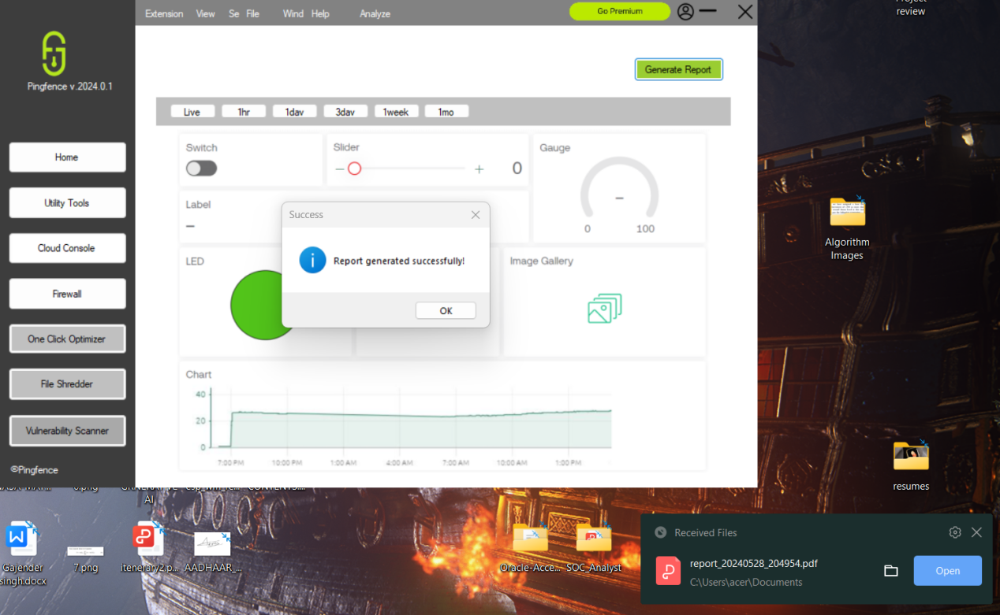 Extension View Se File Wind Help Analyze
Go Premium
review
Pingfence v.2024.0.1
Generate Report
Live 1hr 1day 3day 1week 1mo
Home
Utility Tools
Cloud Console
Firewall
One Click Optimizer
File Shredder
Vulnerability Scanner
©Pingfence
Switch
Slider
0
Gauge
–
0 100
Label
–
LED
Image Gallery
Success
Report generated successfully!
OK
Chart
40
20
0
7:00 PM 10:00 PM 1:00 AM 4:00 AM 7:00 AM 10:00 AM 1:00 PM
Algorithm
Images
resumes
AI
Gajender
singh.docx
7.png
itenerary2.p...
AADHAAR_...
Oracle-Acce...
SOC_Analyst
Received Files
report_20240528_204954.pdf
C:\Users\acer\Documents
Open